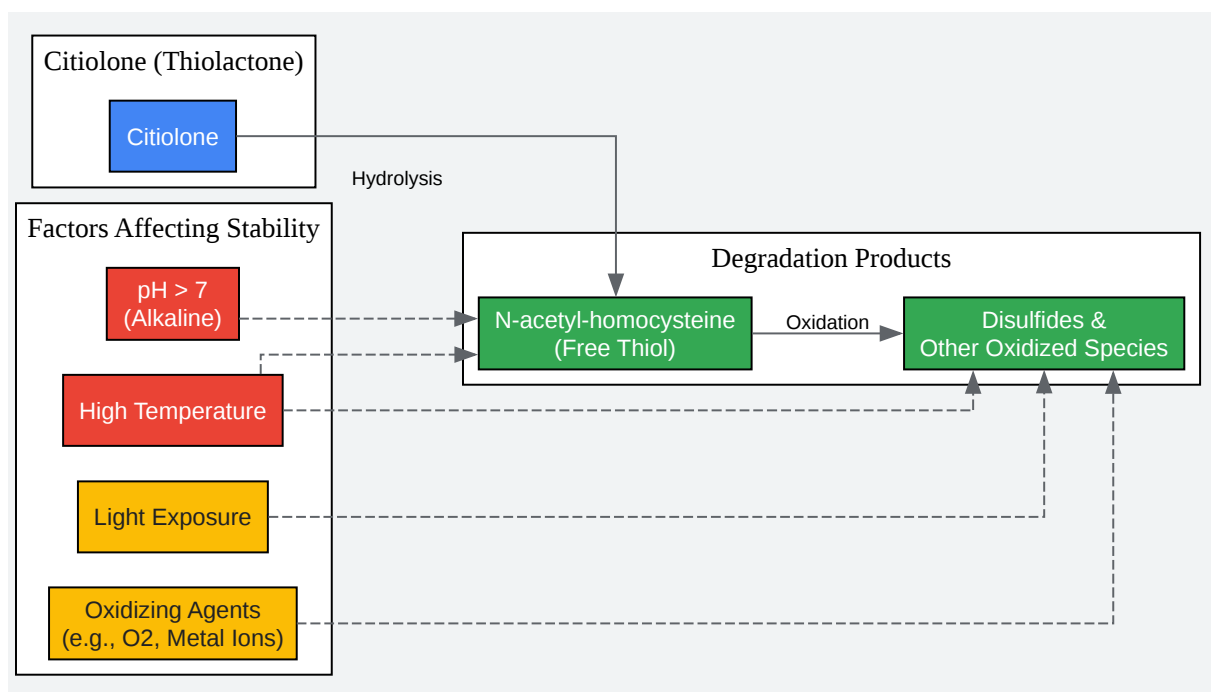 Citiolone (Thiolactone)
Citiolone
Hydrolysis
Factors Affecting Stability
pH > 7
(Alkaline)
High Temperature
Light Exposure
Oxidizing Agents
(e.g., O2, Metal Ions)
Degradation Products
N-acetyl-homocysteine
(Free Thiol)
Oxidation
Disulfides &
Other Oxidized Species